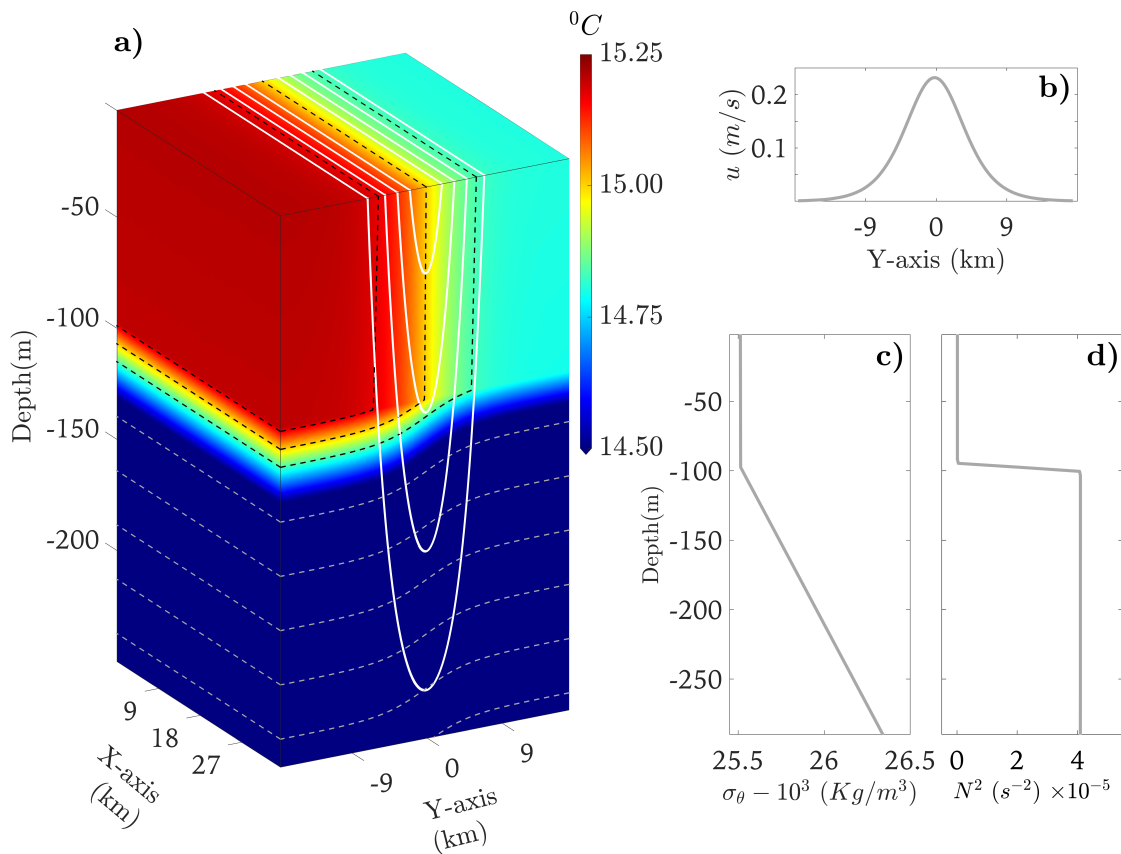 a)
⁰C
15.25
15.00
14.75
14.50
-50
-100
-150
-200
Depth(m)
9
18
27
X-axis
(km)
-9
0
9
Y-axis
(km)
b)
0.2
0.1
u (m/s)
-9 0 9
Y-axis (km)
c)
-50
-100
-150
-200
-250
Depth(m)
25.5 26 26.5
σ_θ − 10³ (Kg/m³)
d)
0 2 4
N² (s⁻²) ×10⁻⁵